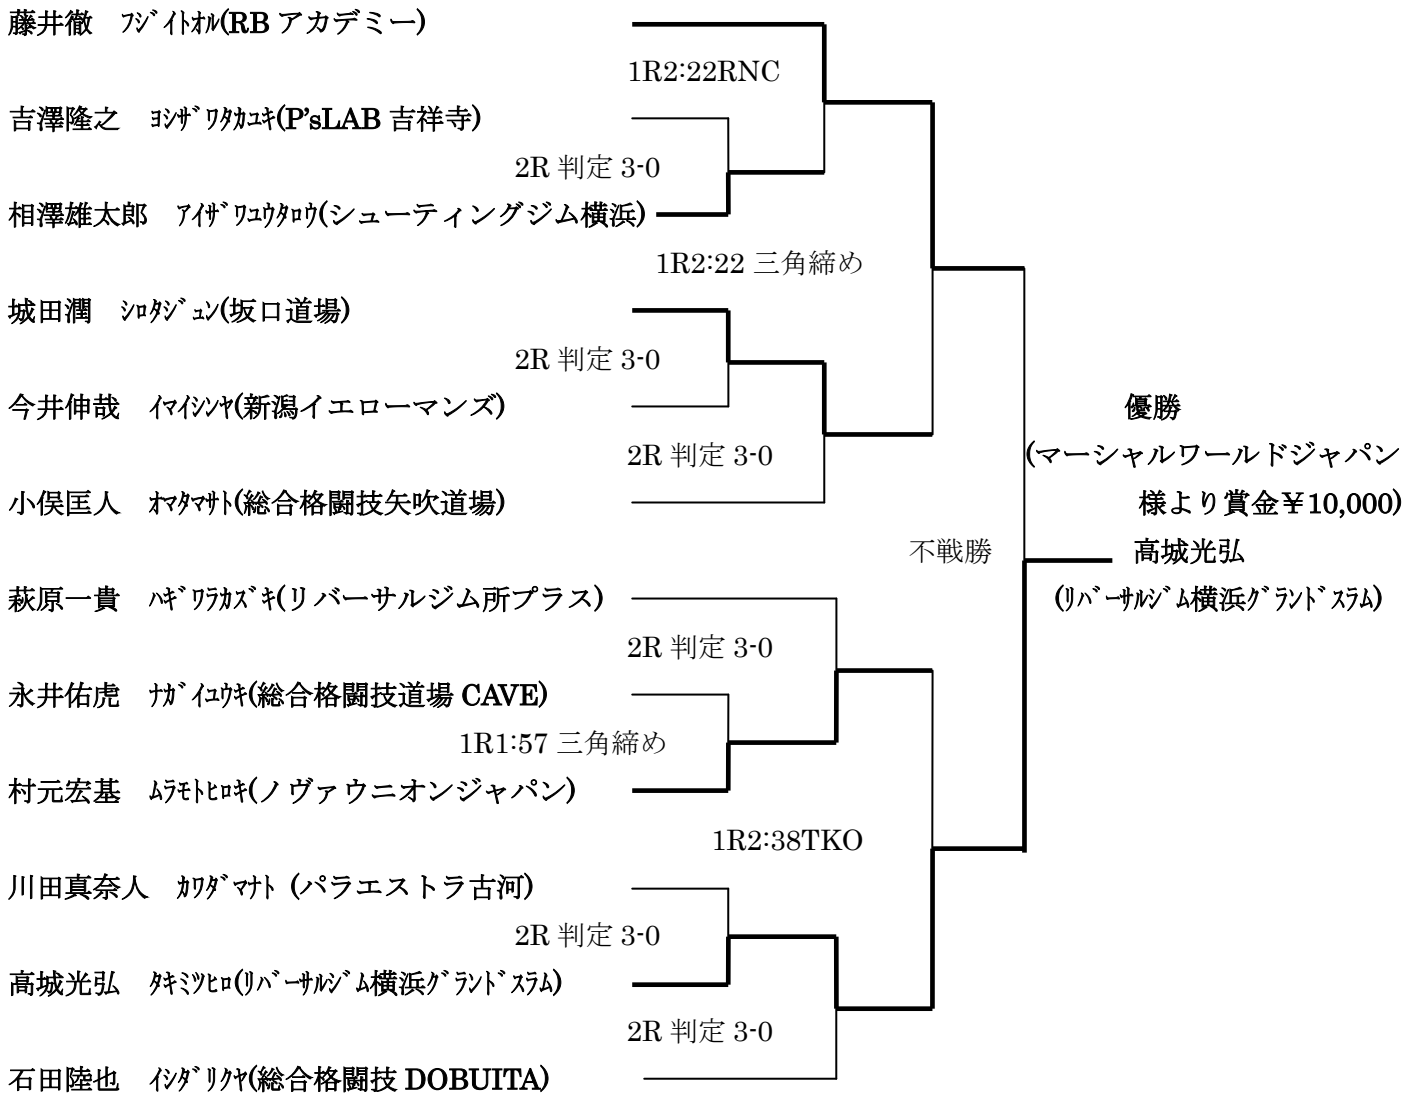 藤井徹　ﾌｼﾞｲﾄｵﾙ(RB アカデミー)
1R2:22RNC
吉澤隆之　ﾖｼｻﾞﾜﾀｶﾕｷ(P'sLAB 吉祥寺)
2R 判定 3-0
相澤雄太郎　ｱｲｻﾞﾜﾕｳﾀﾛｳ(シューティングジム横浜)
1R2:22 三角締め
城田潤　ｼﾛﾀｼﾞｭﾝ(坂口道場)
2R 判定 3-0
今井伸哉　ｲﾏｲｼﾝﾔ(新潟イエローマンズ)
優勝
2R 判定 3-0
(マーシャルワールドジャパン
小俣匡人　ｵﾏﾀﾏｻﾄ(総合格闘技矢吹道場)
様より賞金￥10,000)
不戦勝
高城光弘
萩原一貴　ﾊｷﾞﾜﾗｶｽﾞｷ(リバーサルジム所プラス)
(ﾘﾊﾞｰｻﾙｼﾞﾑ横浜ｸﾞﾗﾝﾄﾞｽﾗﾑ)
2R 判定 3-0
永井佑虎　ﾅｶﾞｲﾕｳｷ(総合格闘技道場 CAVE)
1R1:57 三角締め
村元宏基　ﾑﾗﾓﾄﾋﾛｷ(ノヴァウニオンジャパン)
1R2:38TKO
川田真奈人　ｶﾜﾀﾞﾏﾅﾄ (パラエストラ古河)
2R 判定 3-0
高城光弘　ﾀｷﾐﾂﾋﾛ(ﾘﾊﾞｰｻﾙｼﾞﾑ横浜ｸﾞﾗﾝﾄﾞｽﾗﾑ)
2R 判定 3-0
石田陸也　ｲｼﾀﾞﾘｸﾔ(総合格闘技 DOBUITA)